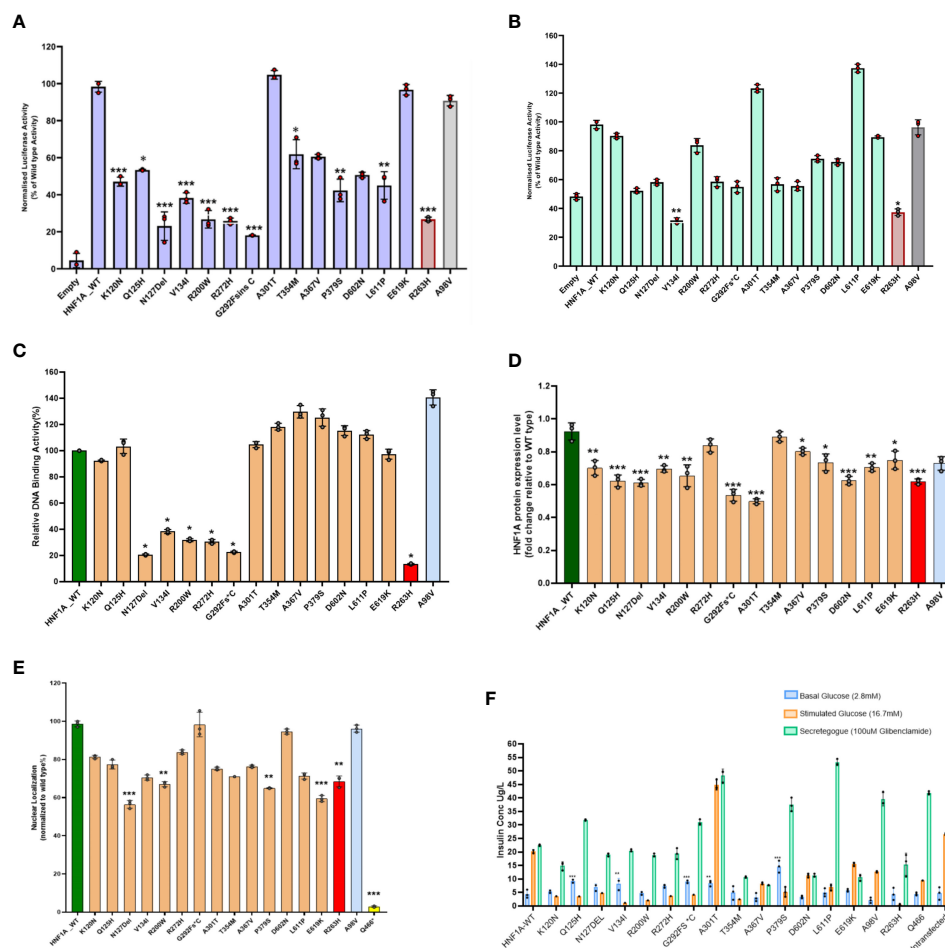 A
Normalised Luciferase Activity
(% of Wild type Activity)
120
100
80
60
40
20
0
***
*
***
***
***
***
***
*
**
**
***
Empty
HNF1A _WT
K120N
Q125H
N127Del
V134I
R200W
R272H
G292Fsins C
A301T
T354M
A367V
P379S
D602N
L611P
E619K
R263H
A98V
B
Normalised Luciferase Activity
(% of Wild type Activity)
160
140
120
100
80
60
40
20
0
**
*
Empty
HNF1A _WT
K120N
Q125H
N127Del
V134I
R200W
R272H
G292Fs*C
A301T
T354M
A367V
P379S
D602N
L611P
E619K
R263H
A98V
C
Relative DNA Binding Activity(%)
160
140
120
100
80
60
40
20
0
*
*
*
*
*
*
HNF1A _WT
K120N
Q125H
N127Del
V134I
R200W
R272H
G292Fs*C
A301T
T354M
A367V
P379S
D602N
L611P
E619K
R263H
A98V
D
HNF1A protein expression level
(fold change relative to WT type)
1.2
1.0
0.8
0.6
0.4
0.2
0.0
**
***
***
**
**
***
***
*
*
***
**
*
***
HNF1A _WT
K120N
Q125H
N127Del
V134I
R200W
R272H
G292Fs*C
A301T
T354M
A367V
P379S
D602N
L611P
E619K
R263H
A98V
E
Nuclear Localization
(normalized to wild type%)
120
100
80
60
40
20
0
***
**
**
***
**
***
HNF1A _WT
K120N
Q125H
N127Del
V134I
R200W
R272H
G292Fs*C
A301T
T354M
A367V
P379S
D602N
L611P
E619K
R263H
A98V
Q466*
F
Basal Glucose (2.8mM)
Stimulated Glucose (16.7mM)
Secretegogue (100uM Glibenclamide)
Insulin Conc Ug/L
60
55
50
45
40
35
30
25
20
15
10
5
0
***
**
***
**
***
HNF1A-WT
K120N
Q125H
N127DEL
V134I
R200W
R272H
G292FS *C
A301T
T354M
A367V
P379S
D602N
L611P
E619K
A98V
R263H
Q466